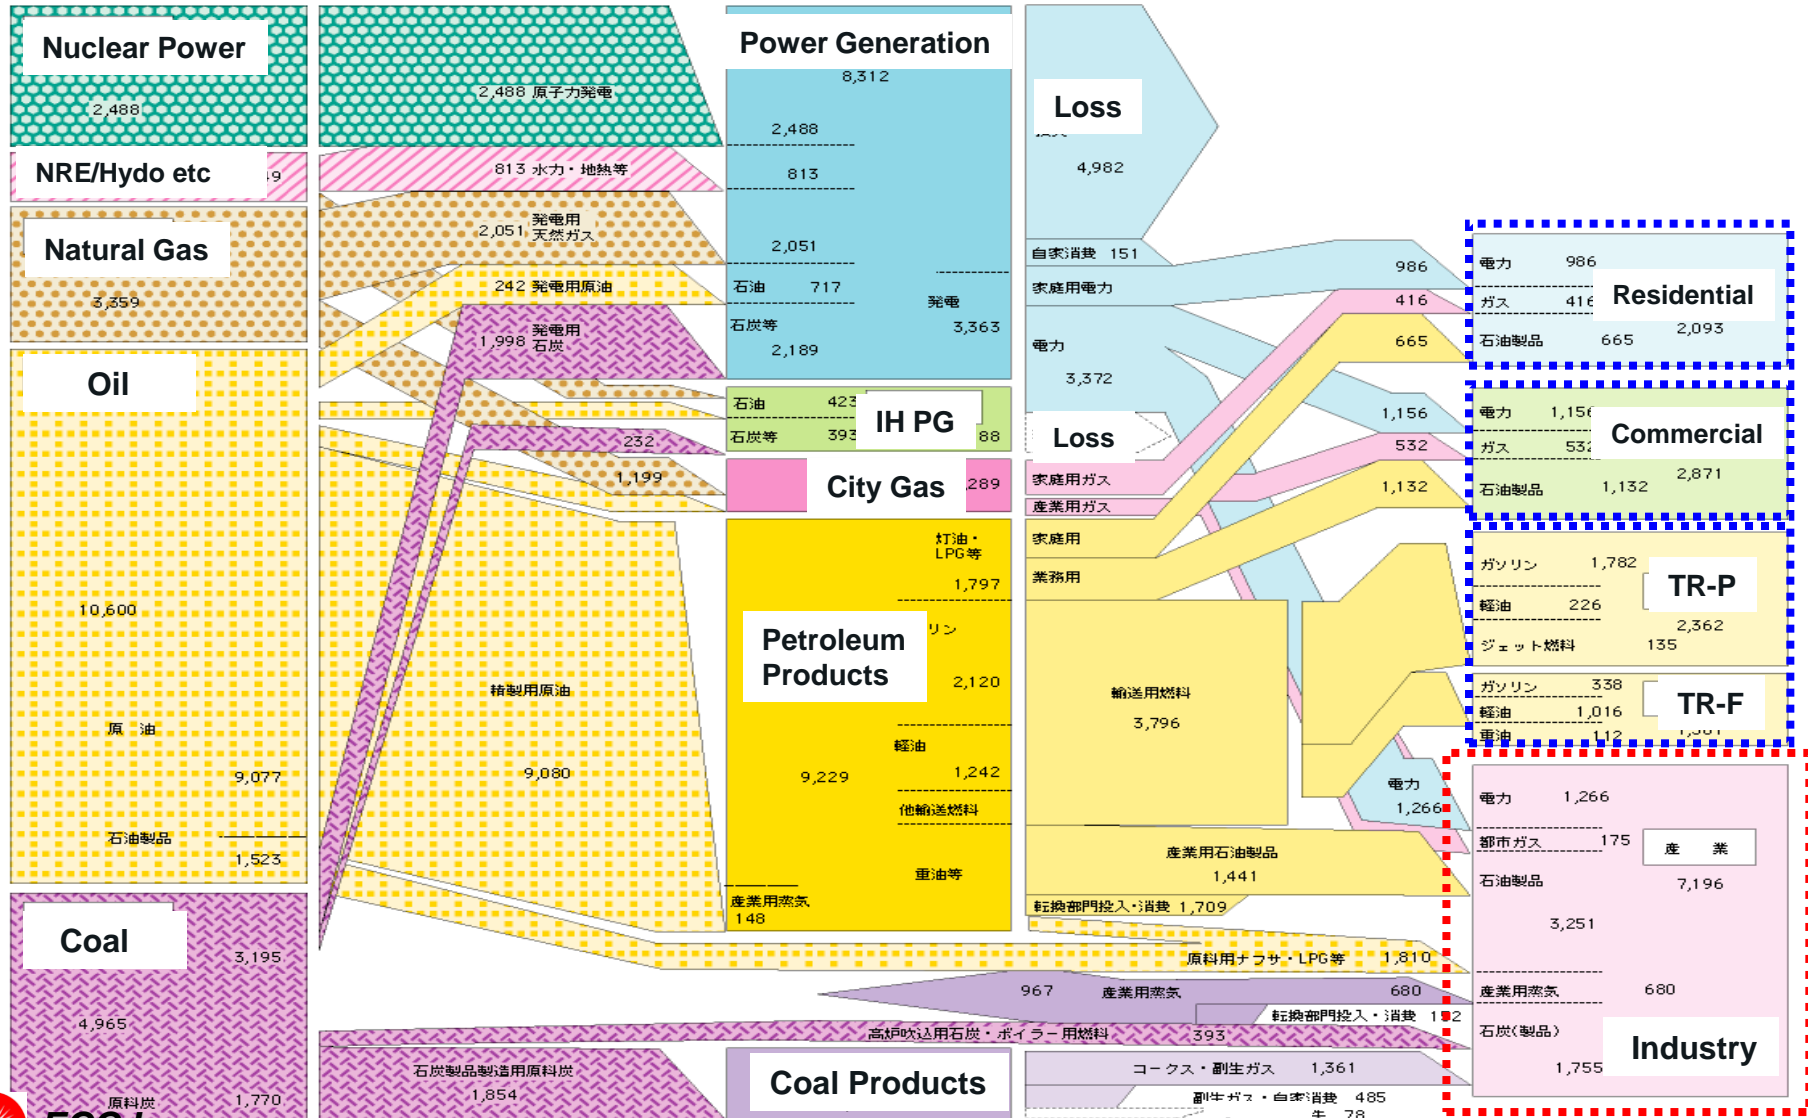 Nuclear Power
2,488
NRE/Hydo etc
49
Natural Gas
3,359
Oil
10,600
原 油
9,077
石油製品
1,523
Coal
3,195
4,965
原料炭 1,770
2,488 原子力発電
813 水力・地熱等
2,051 発電用
天然ガス
242 発電用原油
発電用
1,998 石炭
232
1,199
精製用原油
9,080
石炭製品製造用原料炭
1,854
Power Generation
8,312
2,488
813
2,051
石油 717
石炭等
2,189
発電
3,363
石油 423
石炭等 393
IH PG
88
City Gas
,289
灯油・
LPG等
1,797
リン
Petroleum
Products
2,120
軽油
9,229
1,242
他輸送燃料
重油等
産業用蒸気
148
Coal Products
Loss
4,982
自家消費 151
家庭用電力
電力
3,372
Loss
家庭用ガス
産業用ガス
家庭用
業務用
輸送用燃料
3,796
産業用石油製品
1,441
転換部門投入・消費 1,709
原料用ナフサ・LPG等 1,810
967 産業用蒸気 680
転換部門投入・消費 152
高炉吹込用石炭・ボイラー用燃料 393
コークス・副生ガス 1,361
副生ガス・自家消費 485
78
986
416
665
1,156
532
1,132
電力
1,266
電力 986
ガス 416
Residential
2,093
石油製品 665
電力 1,156
ガス 532
Commercial
2,871
石油製品 1,132
ガソリン 1,782
軽油 226
TR-P
2,362
ジェット燃料 135
ガソリン 338
軽油 1,016
TR-F
重油 112
電力 1,266
都市ガス 175
産 業
石油製品
7,196
3,251
産業用蒸気 680
石炭(製品)
Industry
1,755